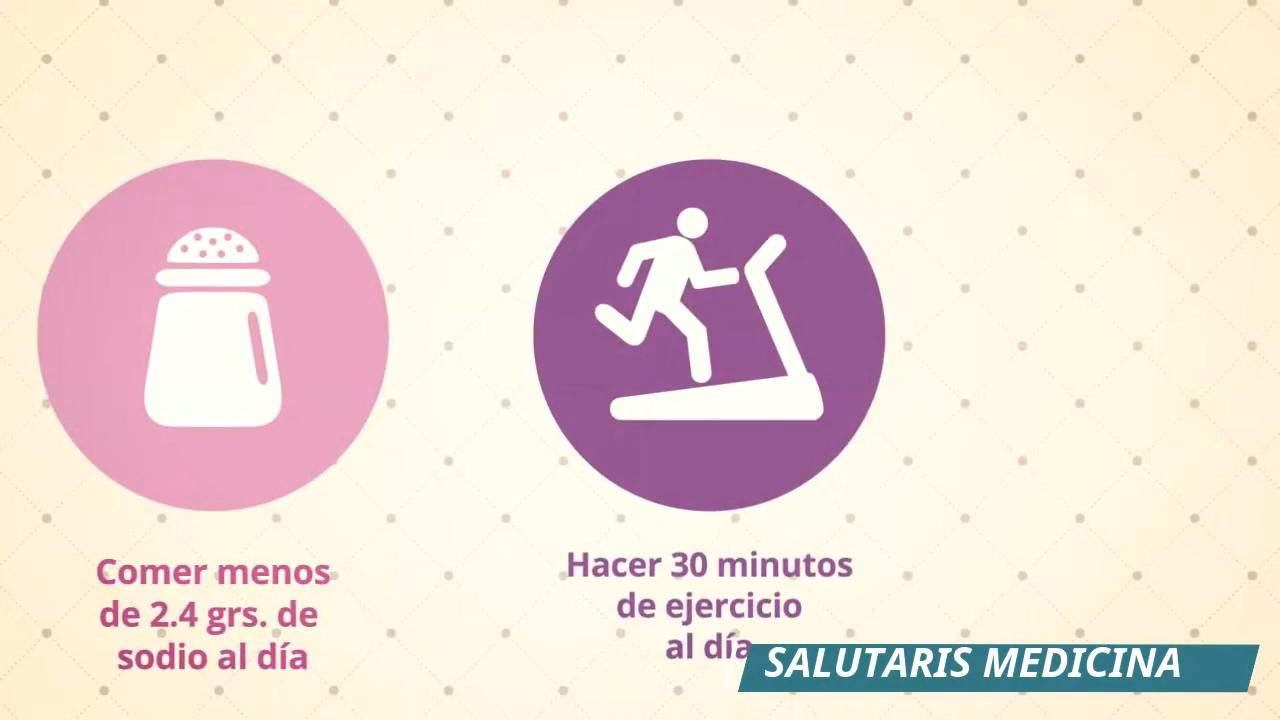 Comer menos
de 2.4 grs. de
sodio al día
Hacer 30 minutos
de ejercicio
al día
SALUTARIS MEDICINA